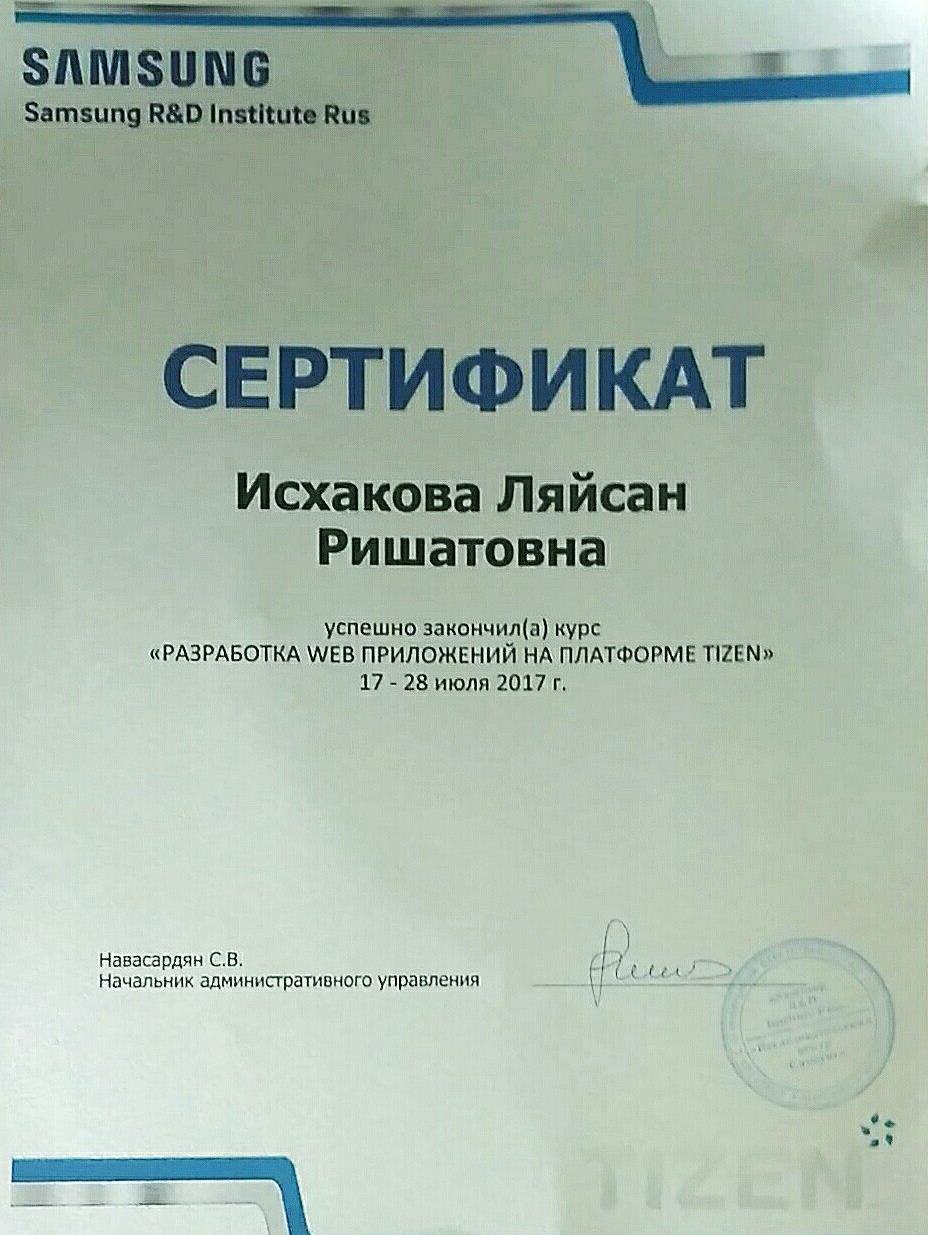 SAMSUNG
Samsung R&D Institute Rus
СЕРТИФИКАТ
Исхакова Ляйсан
Ришатовна
успешно закончил(а) курс
«РАЗРАБОТКА WEB ПРИЛОЖЕНИЙ НА ПЛАТФОРМЕ TIZEN»
17 - 28 июля 2017 г.
Навасардян С.В.
Начальник административного управления
TIZEN